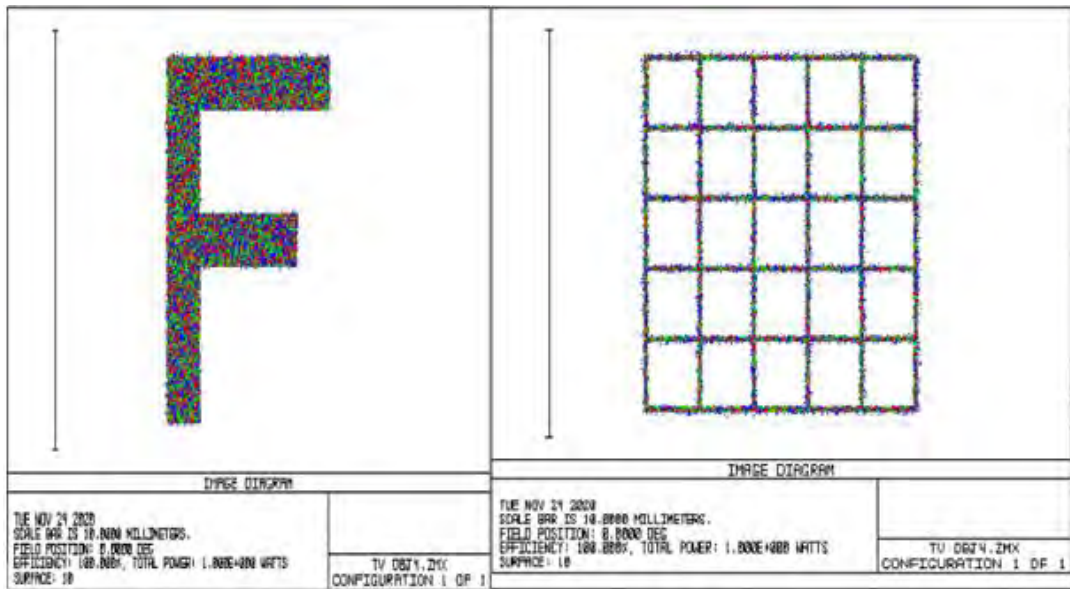 F
IMAGE DIAGRAM
TUE NOV 24 2020
SCALE BAR IS 10.0000 MILLIMETERS.
FIELD POSITION: 0.0000 DEG
EFFICIENCY: 100.000%, TOTAL POWER: 1.000E+000 WATTS
SURFACE: 10
TV OBJ4.ZMX
CONFIGURATION 1 OF 1
IMAGE DIAGRAM
TUE NOV 24 2020
SCALE BAR IS 10.0000 MILLIMETERS.
FIELD POSITION: 0.0000 DEG
EFFICIENCY: 100.000%, TOTAL POWER: 1.000E+000 WATTS
SURFACE: 10
TV OBJ4.ZMX
CONFIGURATION 1 OF 1